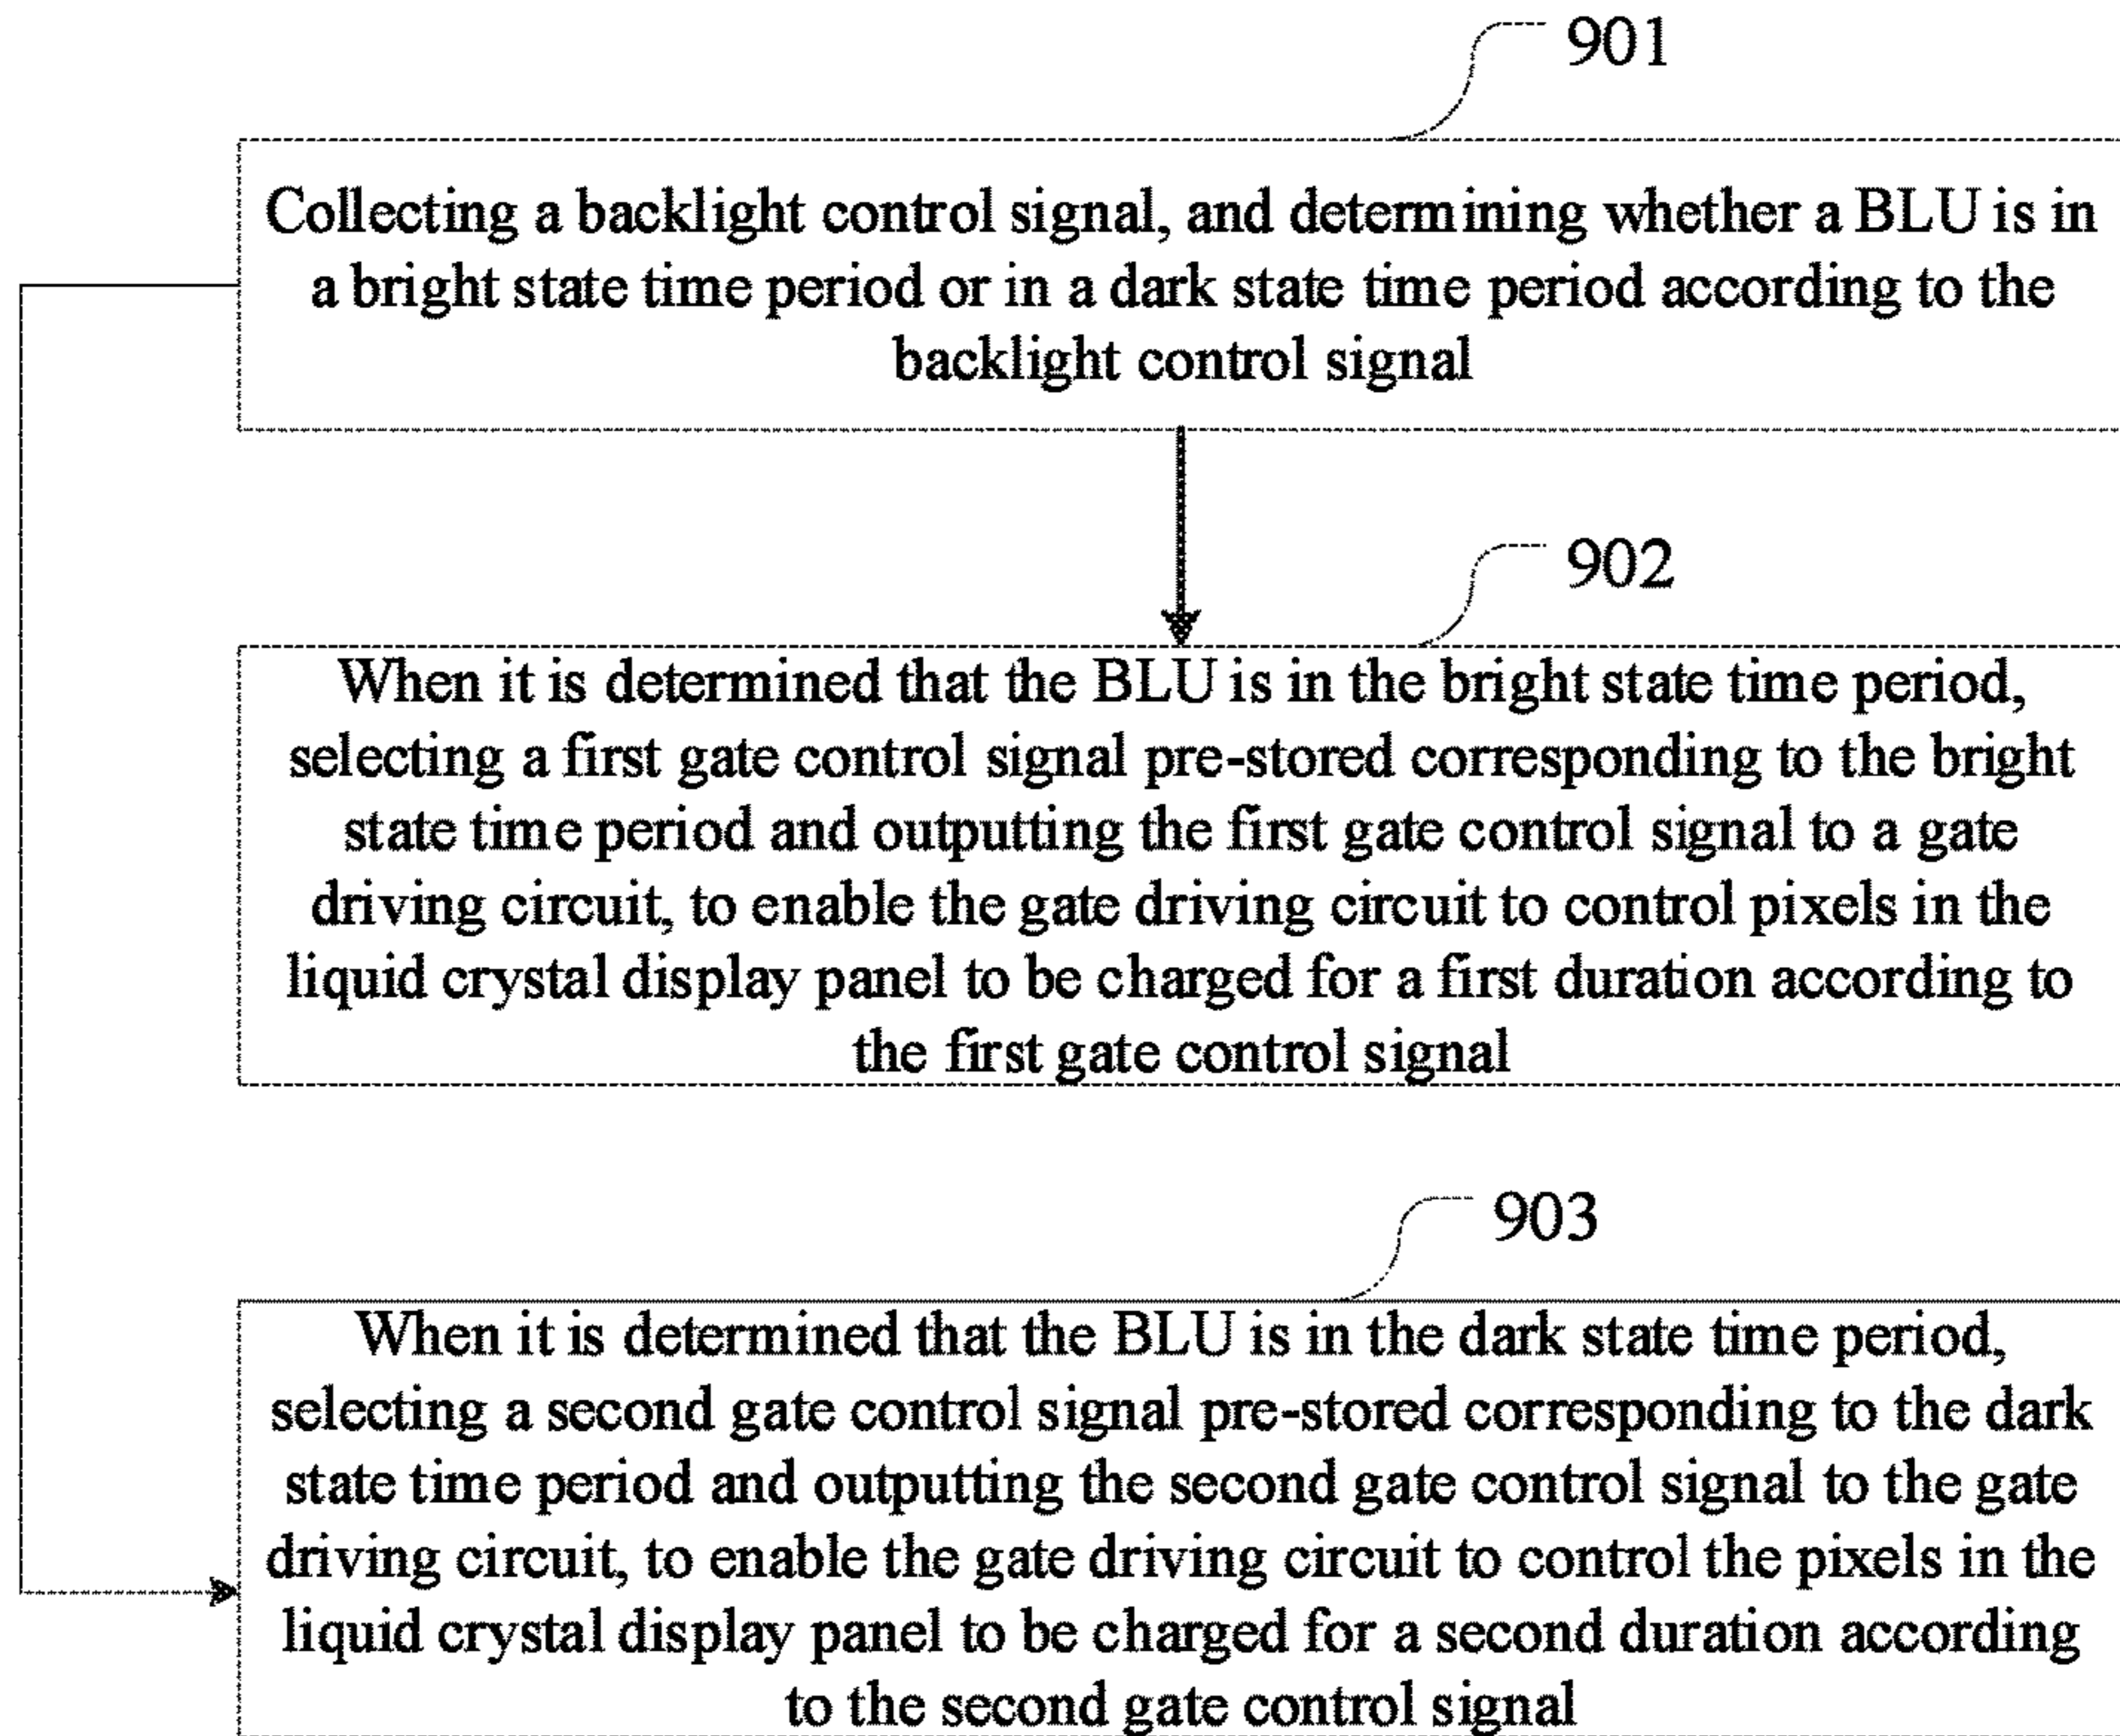 901
Collecting a backlight control signal, and determining whether a BLU is in
a bright state time period or in a dark state time period according to the
backlight control signal
902
When it is determined that the BLU is in the bright state time period,
selecting a first gate control signal pre-stored corresponding to the bright
state time period and outputting the first gate control signal to a gate
driving circuit, to enable the gate driving circuit to control pixels in the
liquid crystal display panel to be charged for a first duration according to
the first gate control signal
903
When it is determined that the BLU is in the dark state time period,
selecting a second gate control signal pre-stored corresponding to the dark
state time period and outputting the second gate control signal to the gate
driving circuit, to enable the gate driving circuit to control the pixels in the
liquid crystal display panel to be charged for a second duration according
to the second gate control signal